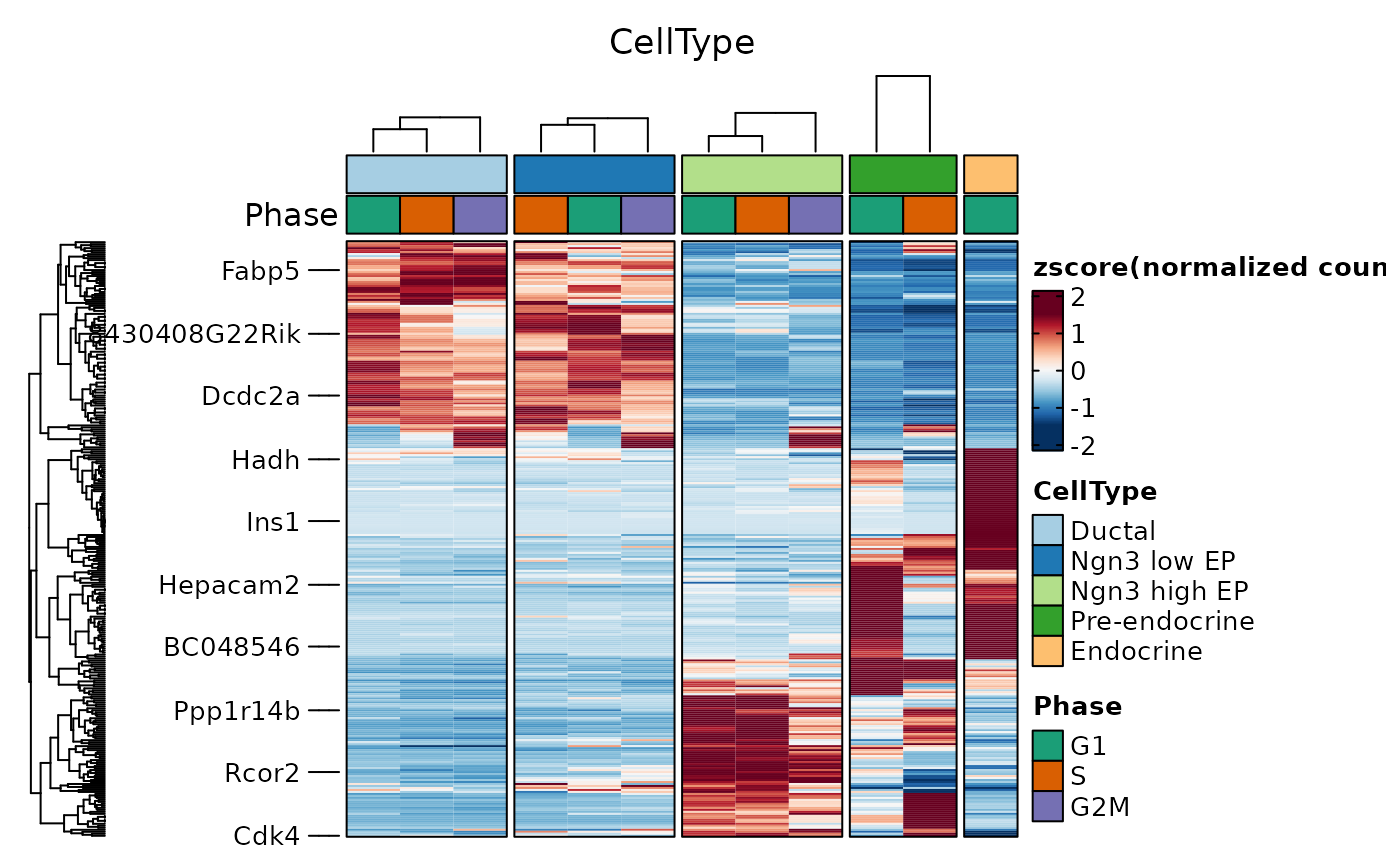 CellType
Phase
Fabp5
430408G22Rik
Dcdc2a
Hadh
Ins1
Hepacam2
BC048546
Ppp1r14b
Rcor2
Cdk4
zscore(normalized coun
2
1
0
-1
-2
CellType
Ductal
Ngn3 low EP
Ngn3 high EP
Pre-endocrine
Endocrine
Phase
G1
S
G2M